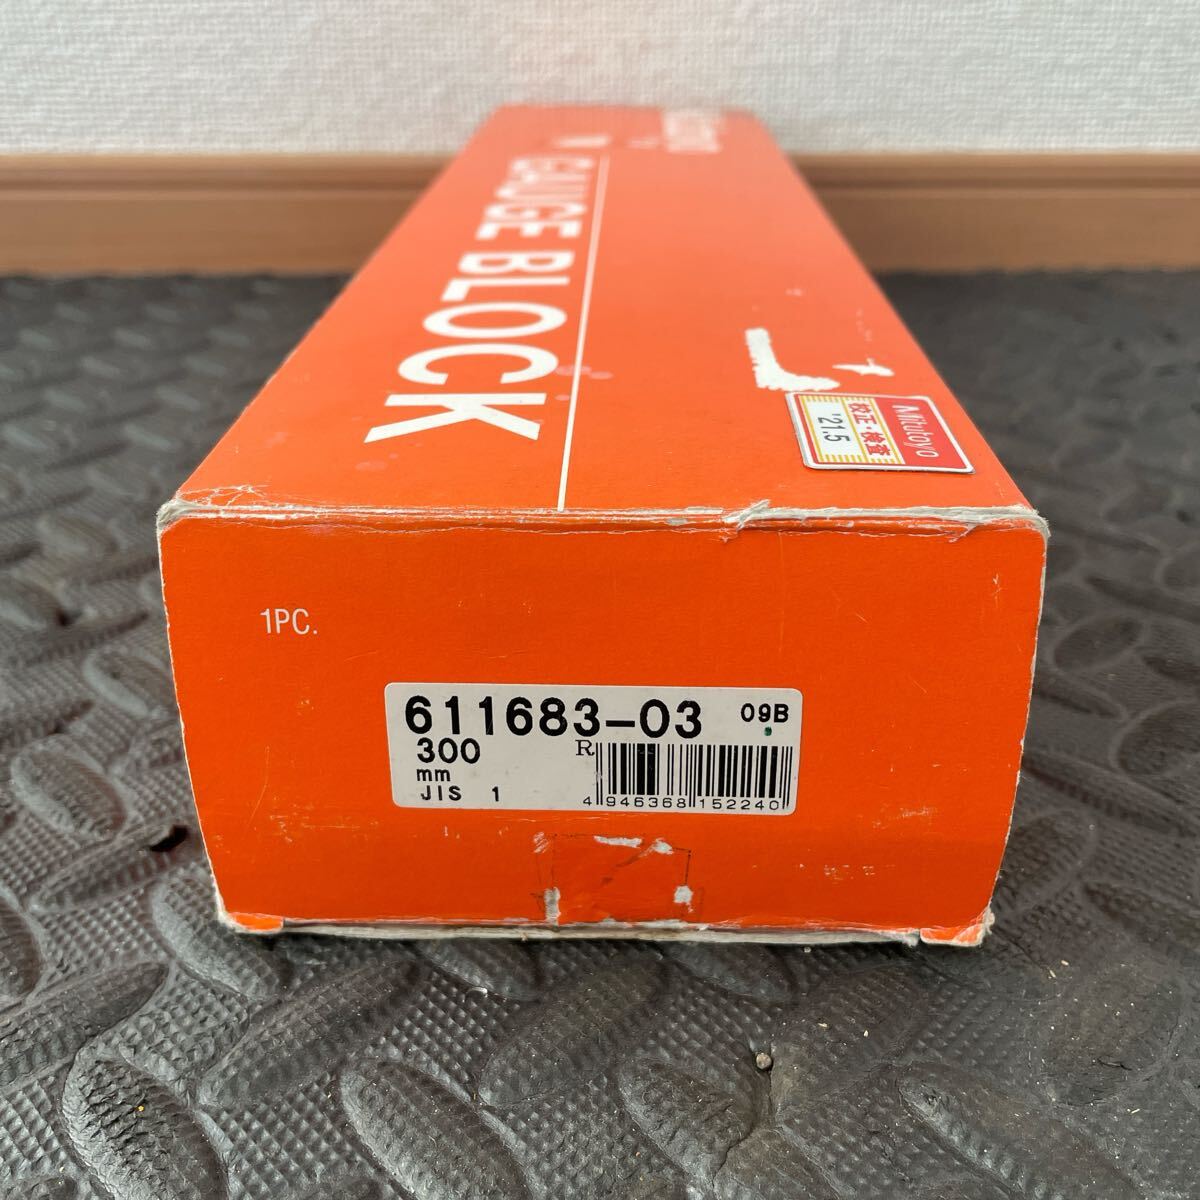 GAUGE BLOCK
Mitutoyo
校正・検査
'21.5
1PC.
611683-03 09B
300 R
mm
JIS 1
4 946368 152240